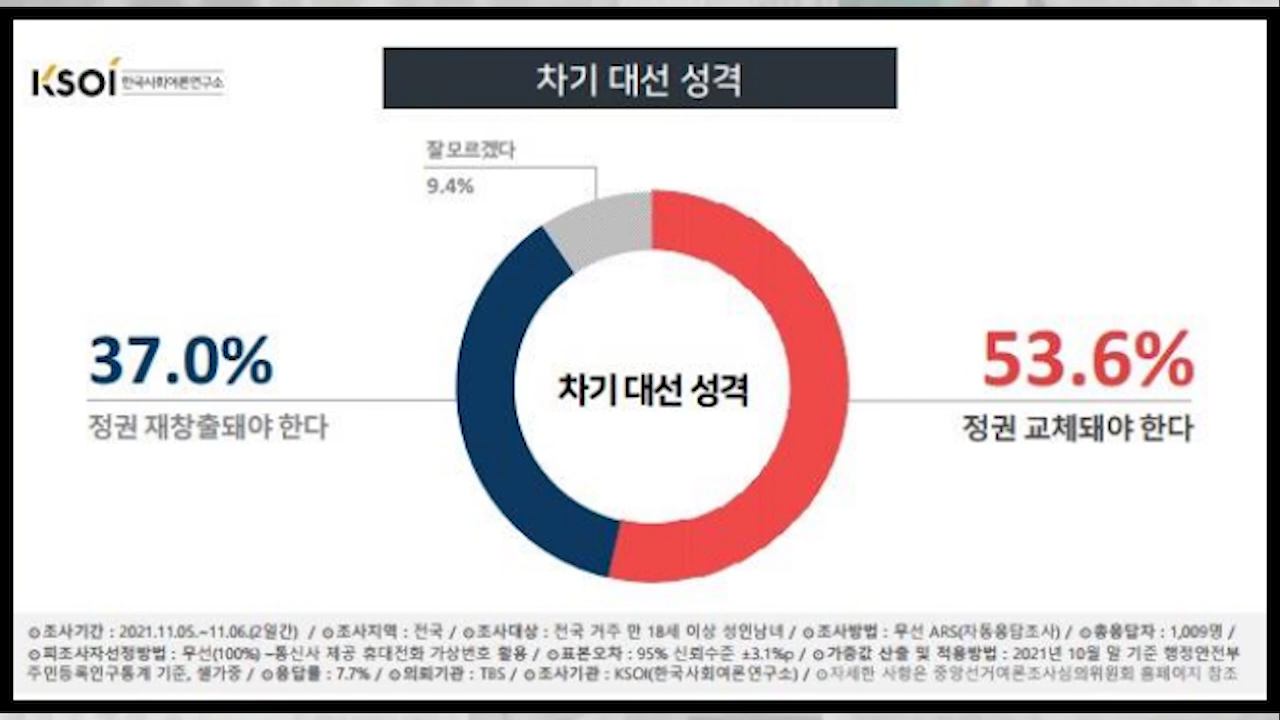 KSOI 한국사회여론연구소
차기 대선 성격
잘모르겠다
9.4%
37.0%
정권 재창출돼야 한다
차기 대선 성격
53.6%
정권 교체돼야 한다
⊙조사기간 : 2021.11.05.~11.06.(2일간) / ⊙조사지역 : 전국 / ⊙조사대상 : 전국 거주 만 18세 이상 성인남녀 / ⊙조사방법 : 무선 ARS(자동응답조사) / ⊙총응답자 : 1,009명 /
⊙피조사자선정방법 : 무선(100%) –통신사 제공 휴대전화 가상번호 활용 / ⊙표본오차 : 95% 신뢰수준 ±3.1%p / ⊙가중값 산출 및 적용방법 : 2021년 10월 말 기준 행정안전부
주민등록인구통계 기준, 셀가중 / ⊙응답률 : 7.7% / ⊙의뢰기관 : TBS / ⊙조사기관 : KSOI(한국사회여론연구소) / ⊙자세한 사항은 중앙선거여론조사심의위원회 홈페이지 참조